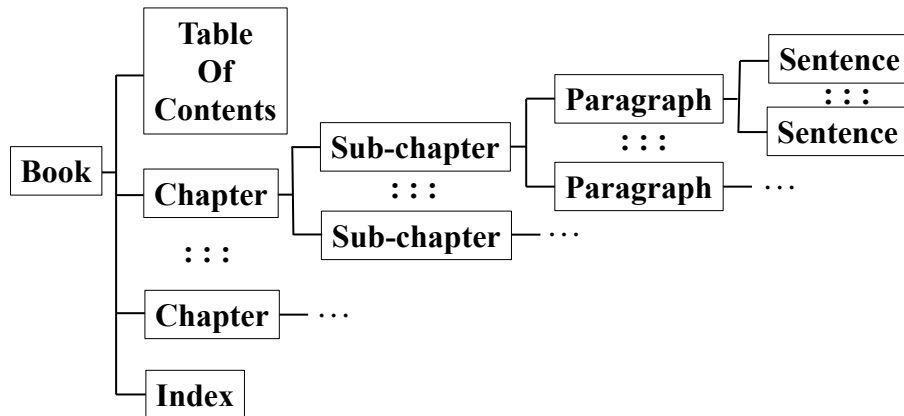 Table
Of
Contents
Sentence
: : :
Sentence
Paragraph
: : :
Paragraph
...
Sub-chapter
: : :
Sub-chapter
...
Book
Chapter
: : :
Chapter
...
Index